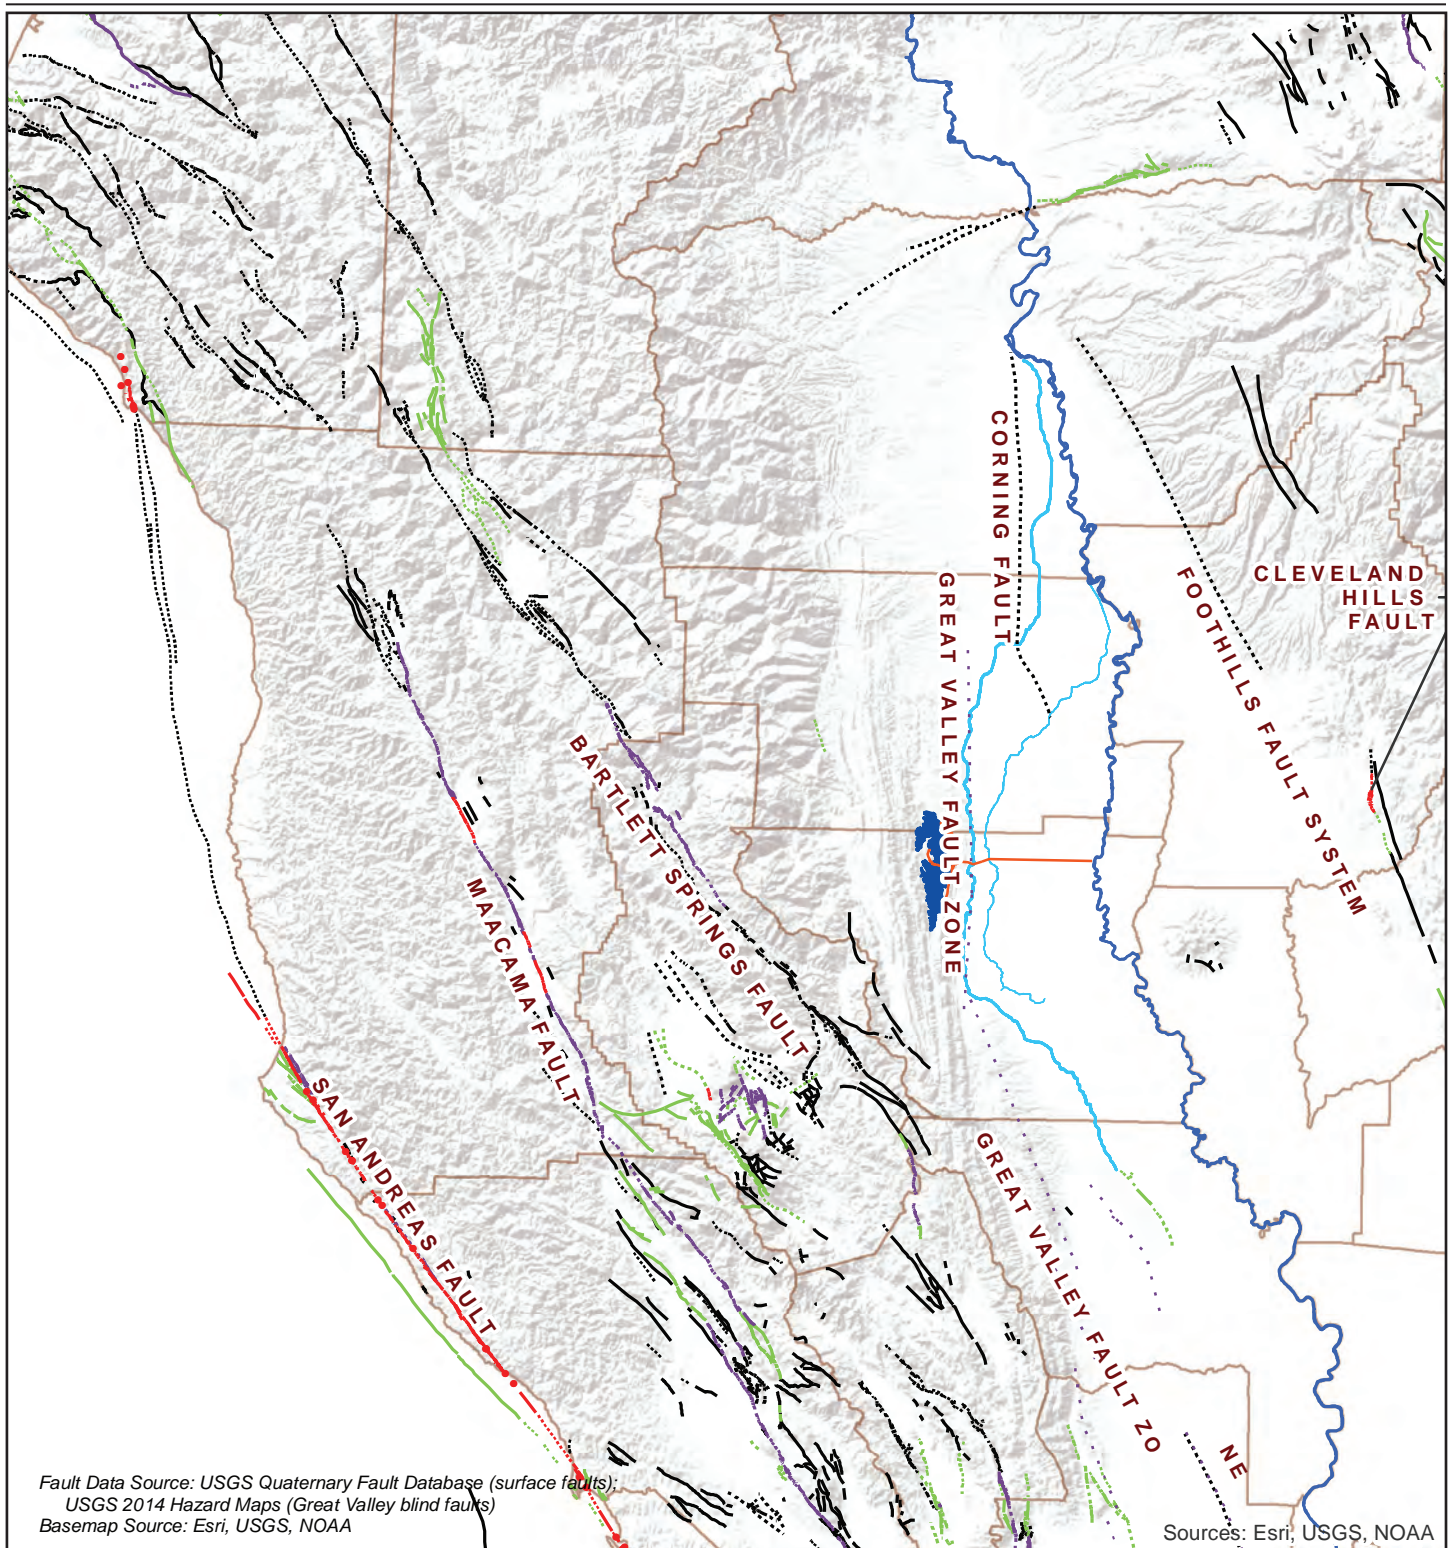 CORNING FAULT
GREAT VALLEY FAULT ZONE
FOOTHILLS FAULT SYSTEM
CLEVELAND
HILLS
FAULT
BARTLETT SPRINGS FAULT
MAACAMA FAULT
SAN ANDREAS FAULT
GREAT VALLEY FAULT ZONE
Fault Data Source: USGS Quaternary Fault Database (surface faults);
USGS 2014 Hazard Maps (Great Valley blind faults)
Basemap Source: Esri, USGS, NOAA
Sources: Esri, USGS, NOAA